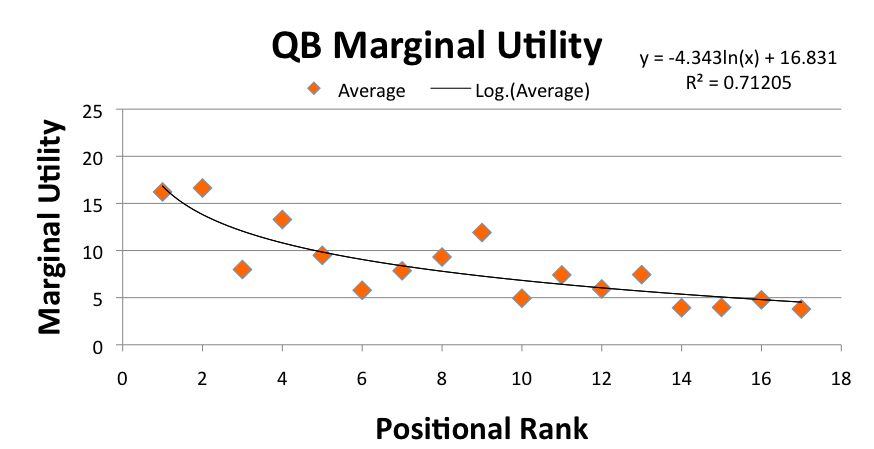 QB Marginal Utility
y = -4.343ln(x) + 16.831
R² = 0.71205
Average
Log.(Average)
Marginal Utility
25
20
15
10
5
0
0 2 4 6 8 10 12 14 16 18
Positional Rank